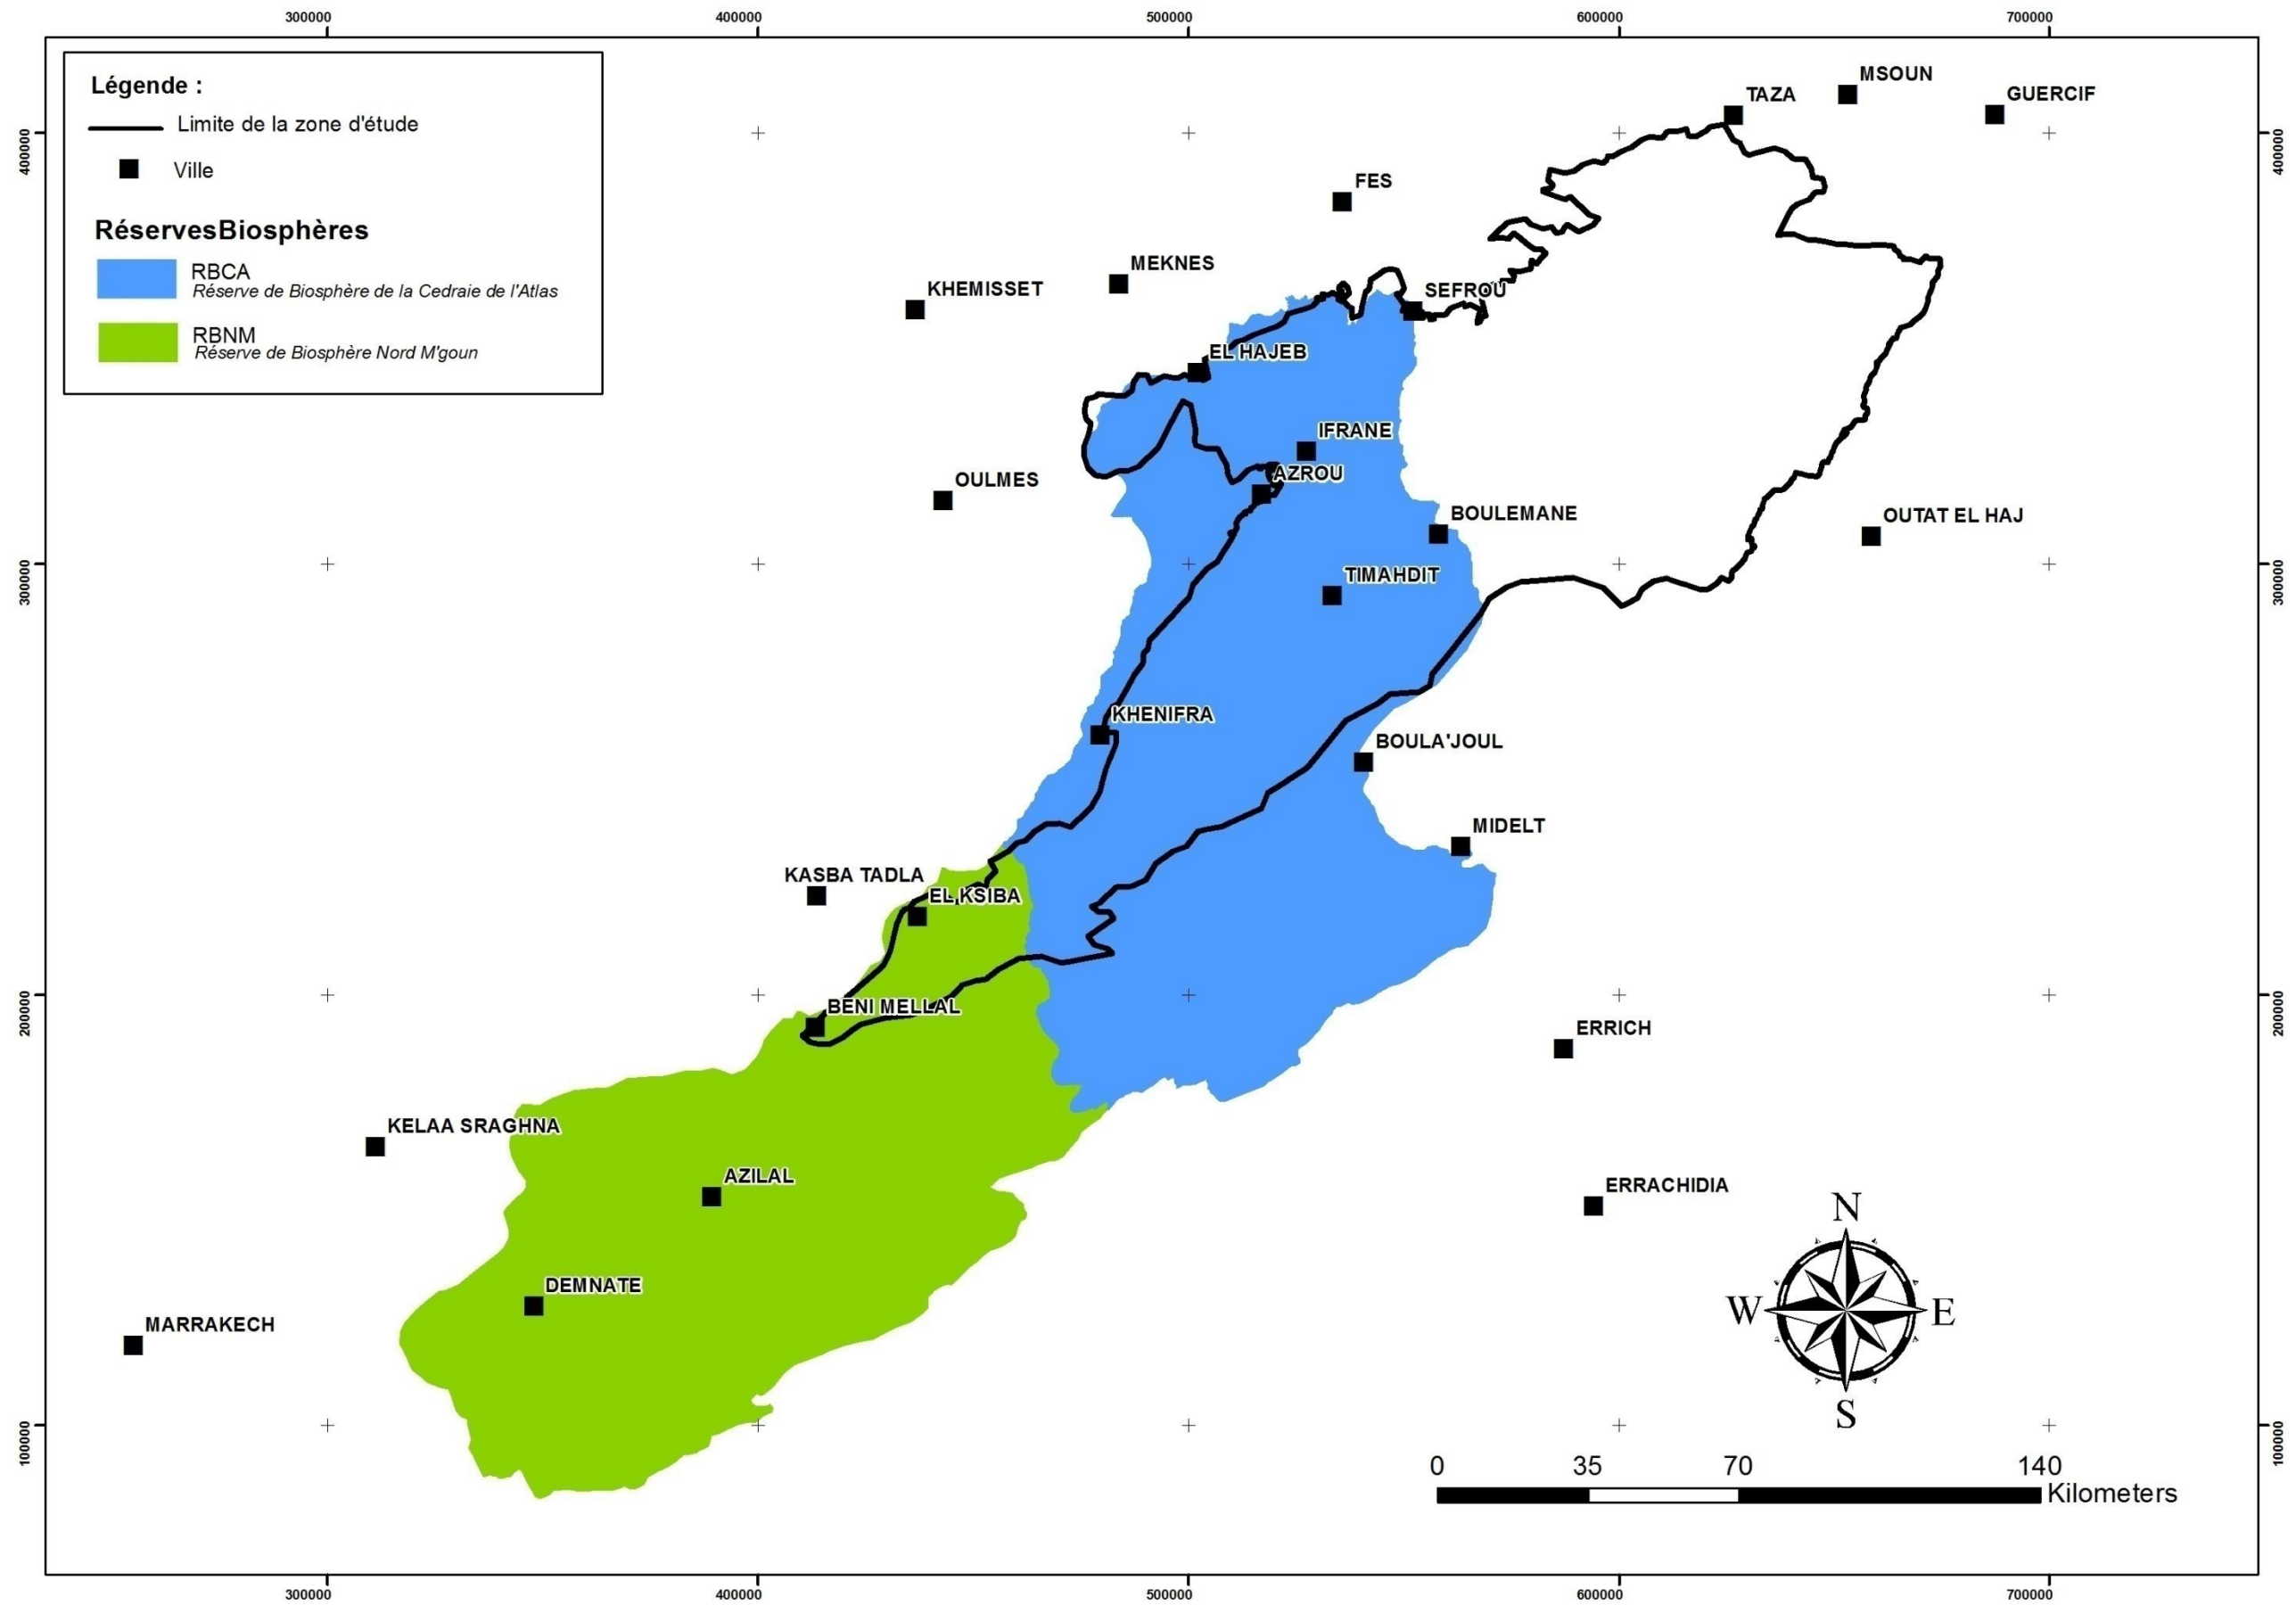 300000
400000
500000
600000
700000
Légende :
Limite de la zone d'étude
Ville
RéservesBiosphères
RBCA
Réserve de Biosphère de la Cedraie de l'Atlas
RBNM
Réserve de Biosphère Nord M'goun
MSOUN
TAZA
GUERCIF
400000
400000
FES
MEKNES
KHEMISSET
SEFROU
EL HAJEB
IFRANE
AZROU
OULMES
BOULEMANE
OUTAT EL HAJ
300000
300000
TIMAHDIT
KHENIFRA
BOULA'JOUL
MIDELT
KASBA TADLA
EL KSIBA
200000
200000
BENI MELLAL
ERRICH
KELAA SRAGHNA
AZILAL
ERRACHIDIA
N
DEMNATE
W
E
MARRAKECH
S
100000
100000
0
35
70
140
Kilometers
300000
400000
500000
600000
700000